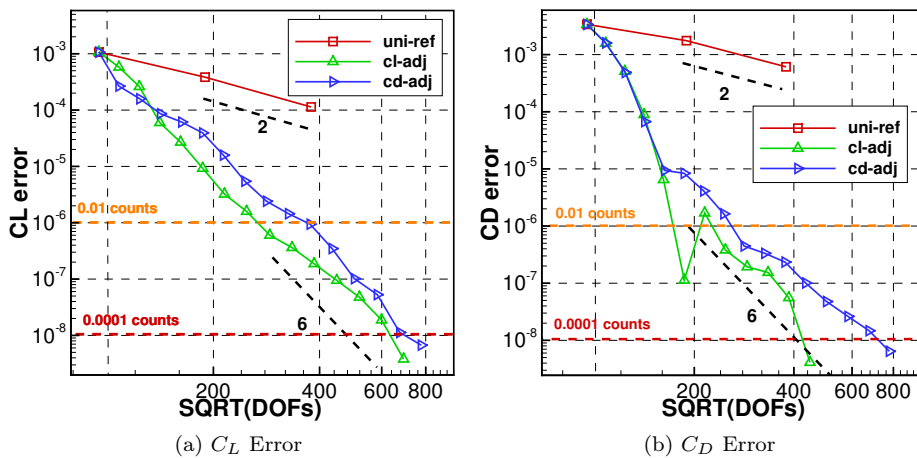 CL error
10⁻³
10⁻⁴
10⁻⁵
10⁻⁶
10⁻⁷
10⁻⁸
uni-ref
cl-adj
cd-adj
2
0.01 counts
6
0.0001 counts
200
400
600
800
SQRT(DOFs)
(a) C_L Error
CD error
10⁻³
10⁻⁴
10⁻⁵
10⁻⁶
10⁻⁷
10⁻⁸
2
uni-ref
cl-adj
cd-adj
0.01 counts
6
0.0001 counts
200
400
600
800
SQRT(DOFs)
(b) C_D Error